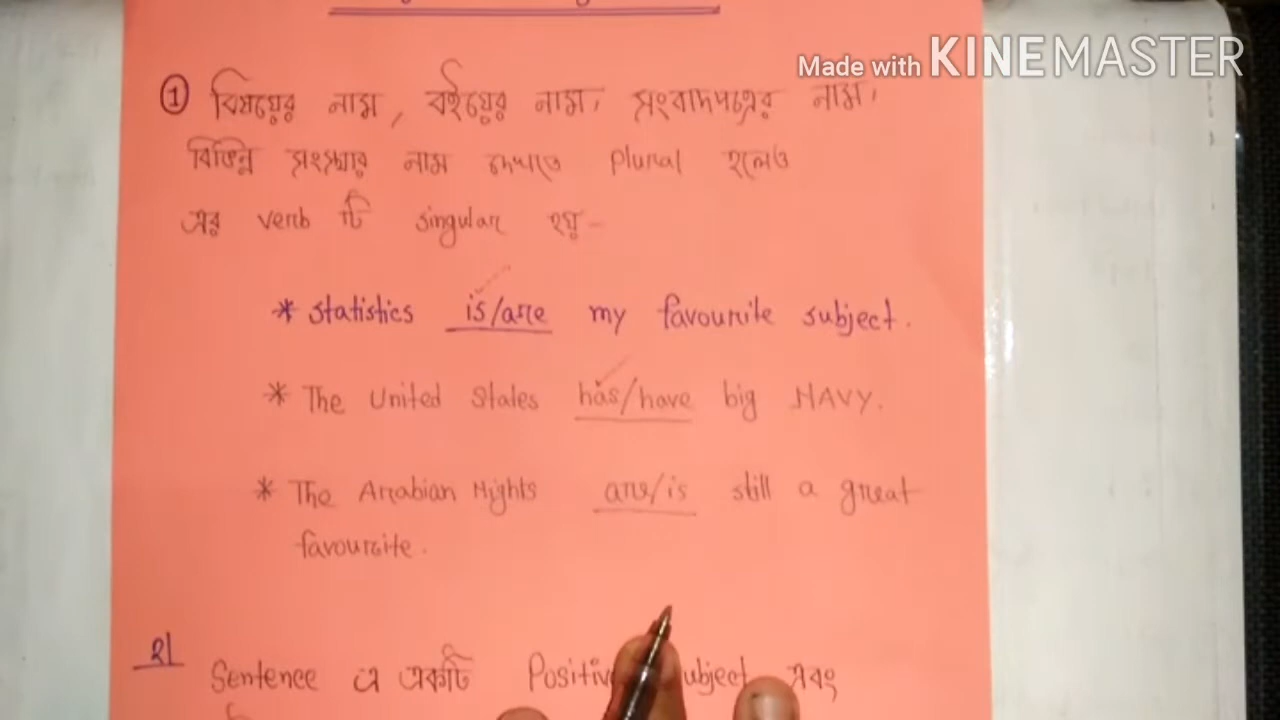 Made with KINEMASTER
① বিষয়ের নাম, বইয়ের নাম, সংবাদপত্রের নাম,
বিভিন্ন সংস্থার নাম দেখতে plural হলেও
এর verb টি singular হয় -
* Statistics is/are my favourite subject.
* The United States has/have big NAVY.
* The Arabian Nights are/is still a great
favourite.
২। Sentence এ একটি Positive Subject এবং